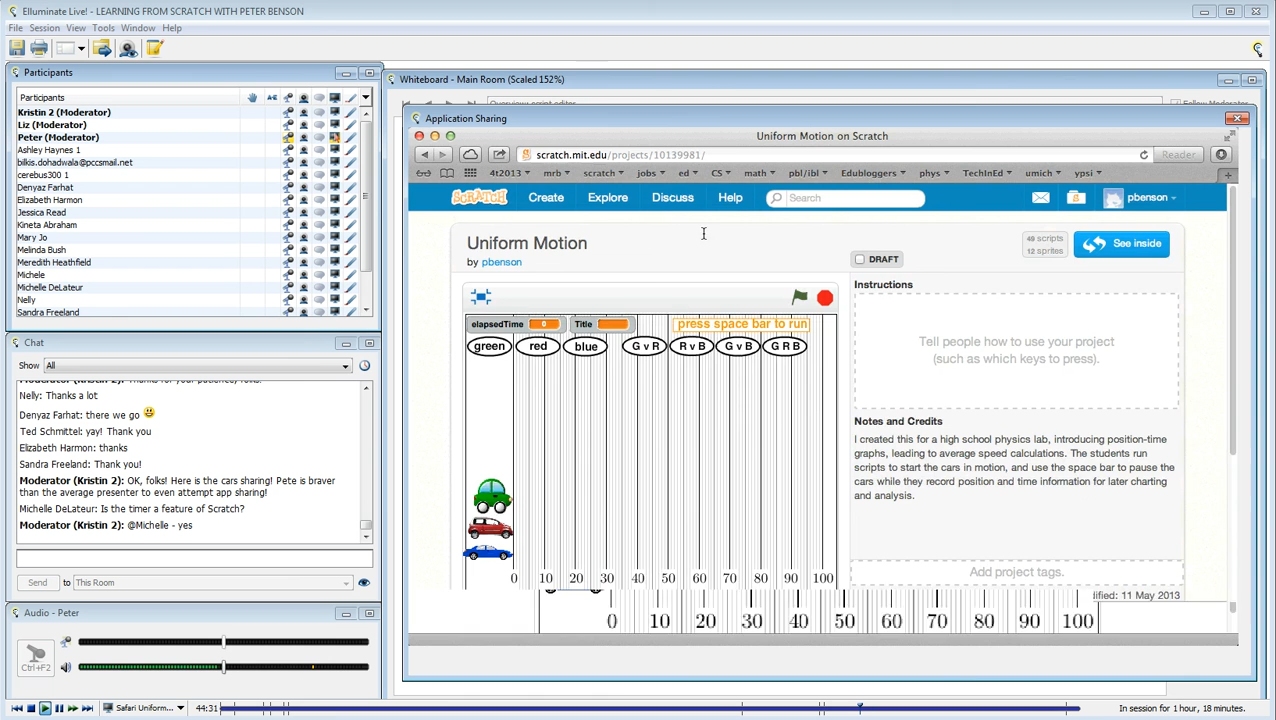 Elluminate Live! - LEARNING FROM SCRATCH WITH PETER BENSON
File Session View Tools Window Help
Participants
Participants
Kristin 2 (Moderator)
Liz (Moderator)
Peter (Moderator)
Ashley Haynes 1
bilkis.dohadwala@pccsmail.net
cerebus300 1
Denyaz Farhat
Elizabeth Harmon
Jessica Read
Kineta Abraham
Mary Jo
Melinda Bush
Meredith Heathfield
Michele
Michelle DeLateur
Nelly
Sandra Freeland
Chat
Show All
Moderator (Kristin 2): Thanks for your patience, folks!
Nelly: Thanks a lot
Denyaz Farhat: there we go
Ted Schmittel: yay! Thank you
Elizabeth Harmon: thanks
Sandra Freeland: Thank you!
Moderator (Kristin 2): OK, folks! Here is the cars sharing! Pete is braver
than the average presenter to even attempt app sharing!
Michelle DeLateur: Is the timer a feature of Scratch?
Moderator (Kristin 2): @Michelle - yes
Send to This Room
Audio - Peter
Ctrl+F2
Whiteboard - Main Room (Scaled 152%)
Overview: script editor
Follow Moderator
Application Sharing
Uniform Motion on Scratch
scratch.mit.edu/projects/10139981/
Reader
4t2013 mrb scratch jobs ed CS math pbl/ibl Edubloggers phys TechInEd umich ypsi
SCRATCH Create Explore Discuss Help Search pbenson
Uniform Motion
by pbenson
DRAFT
49 scripts
12 sprites
See inside
elapsedTime 0 Title press space bar to run
green red blue G v R R v B G v B G R B
0 10 20 30 40 50 60 70 80 90 100
Instructions
Tell people how to use your project
(such as which keys to press).
Notes and Credits
I created this for a high school physics lab, introducing position-time
graphs, leading to average speed calculations. The students run
scripts to start the cars in motion, and use the space bar to pause the
cars while they record position and time information for later charting
and analysis.
Add project tags.
dified: 11 May 2013
0 10 20 30 40 50 60 70 80 90 100
Safari Uniform... 44:31 In session for 1 hour, 18 minutes.